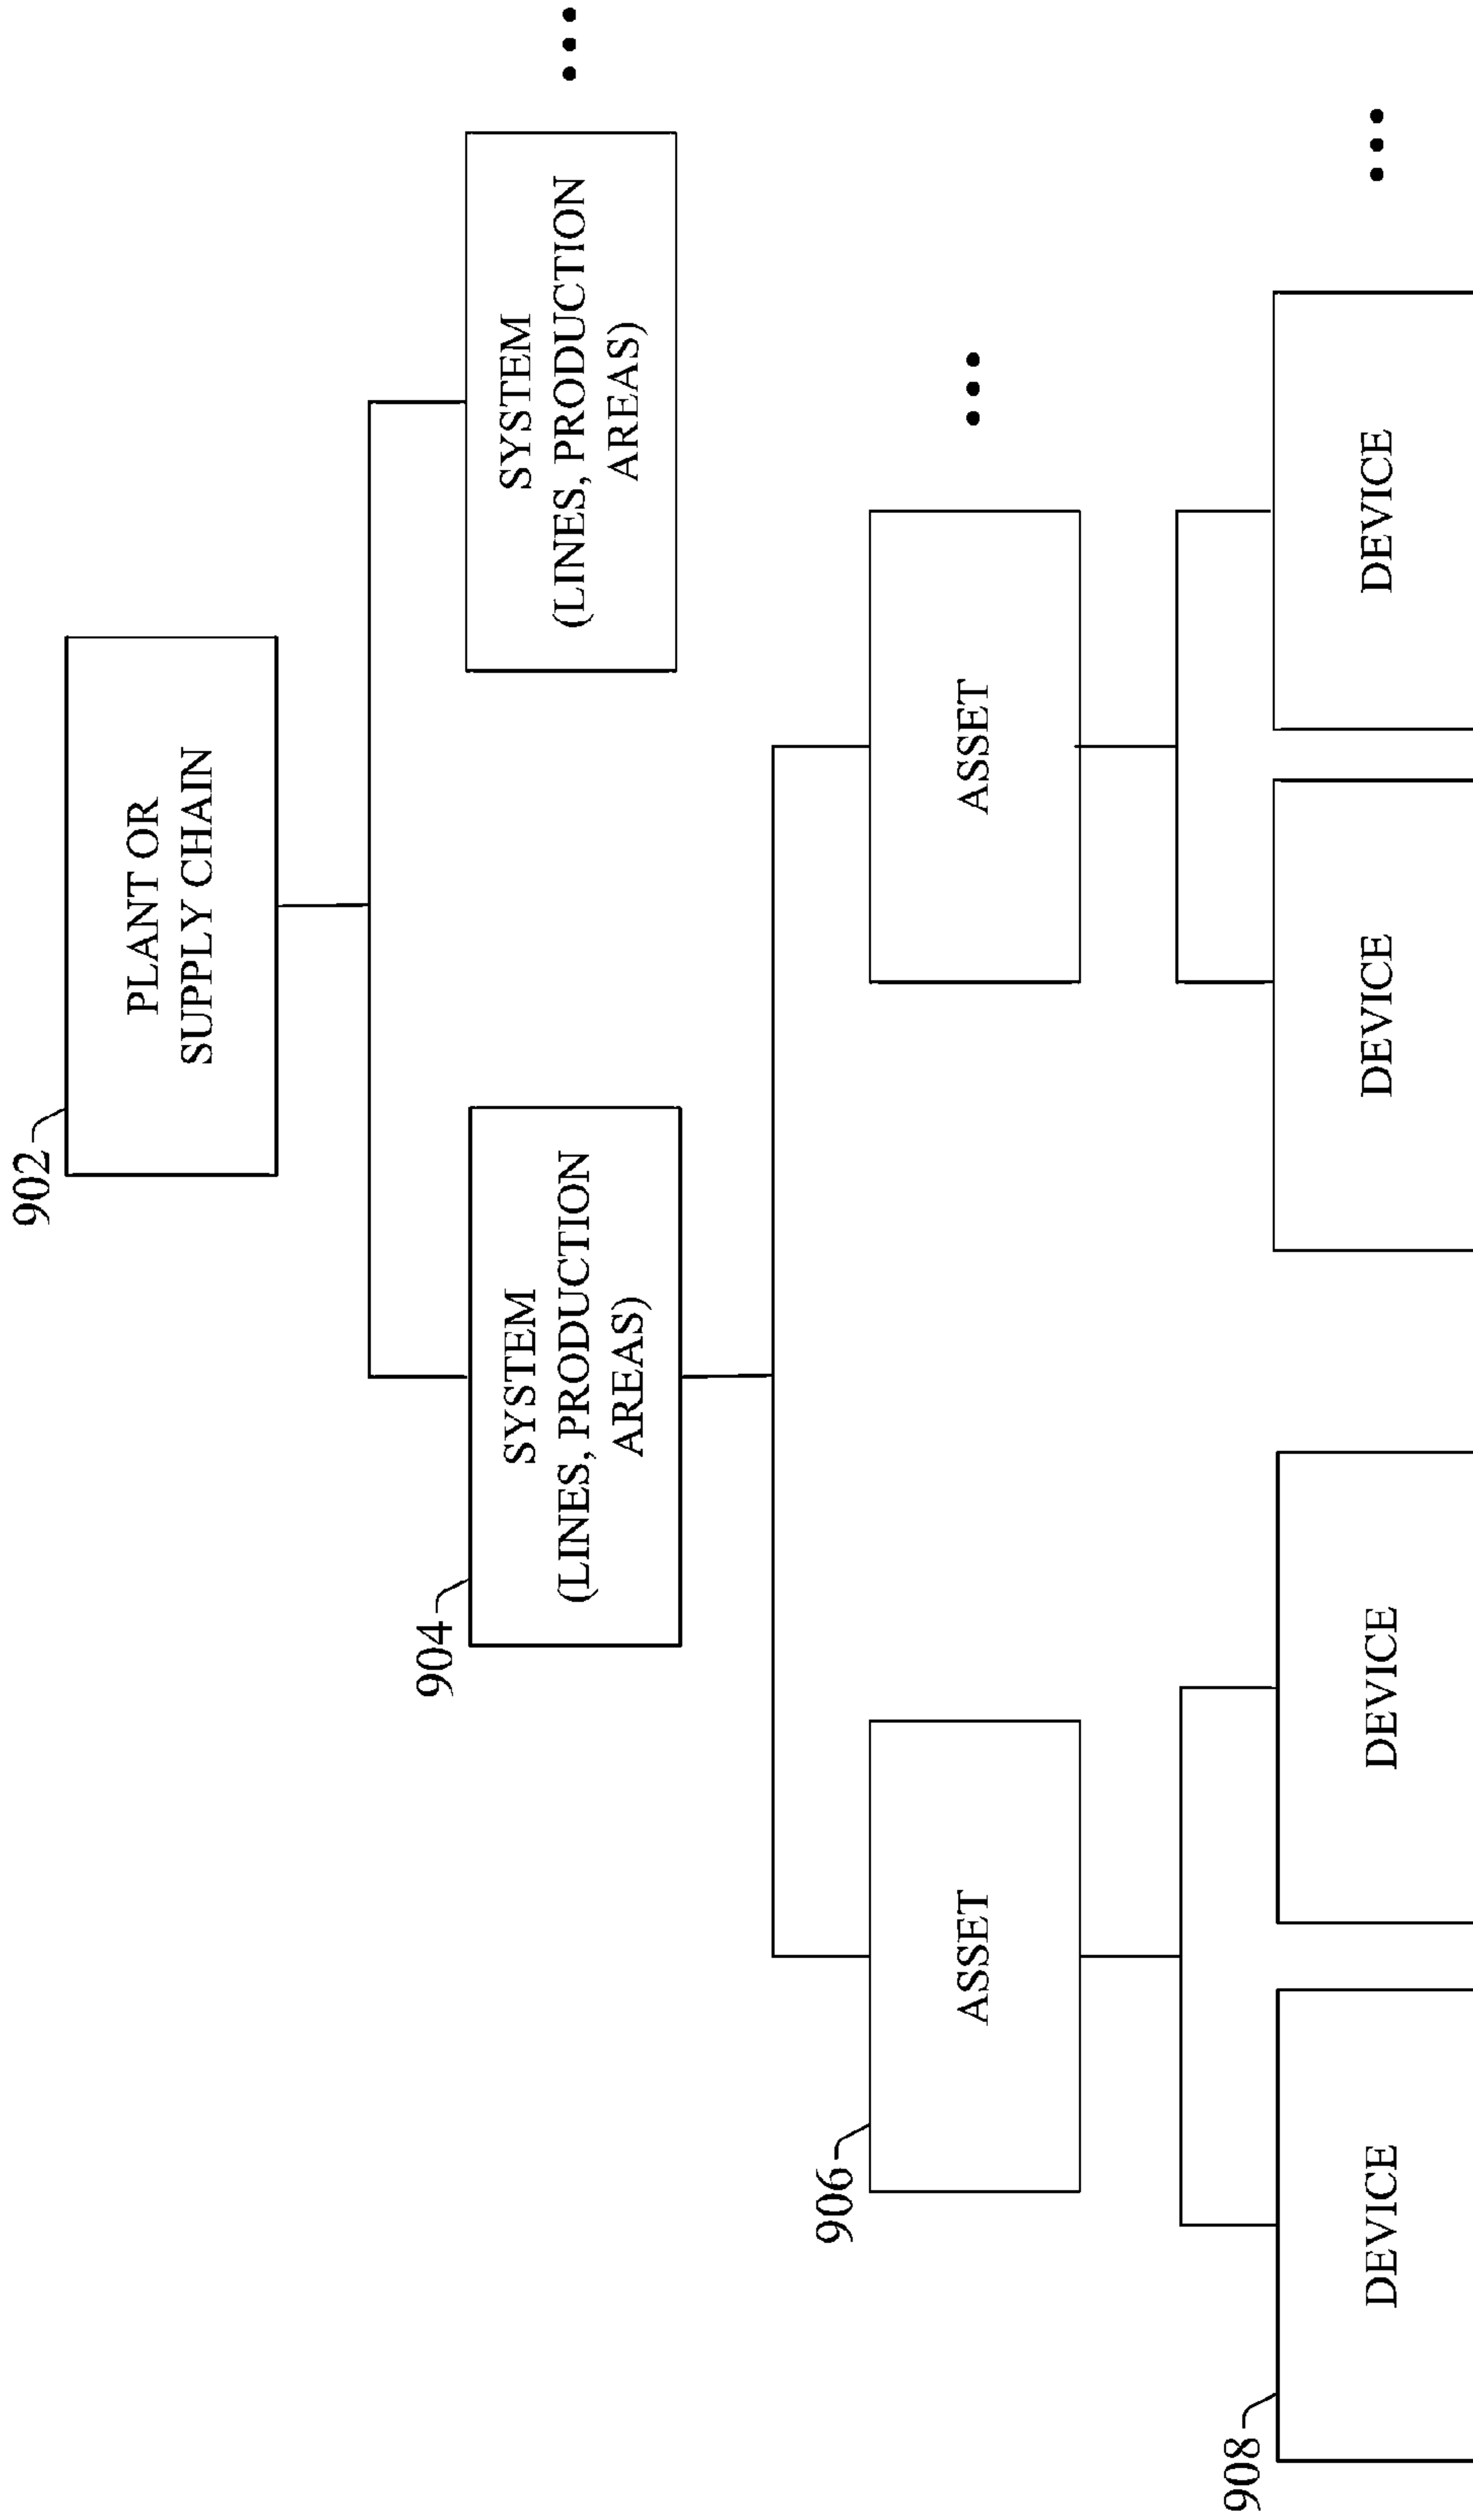 902
PLANT OR
SUPPLY CHAIN
904
SYSTEM
(LINES, PRODUCTION
AREAS)
SYSTEM
(LINES, PRODUCTION
AREAS)
906
ASSET
ASSET
908
DEVICE
DEVICE
DEVICE
DEVICE